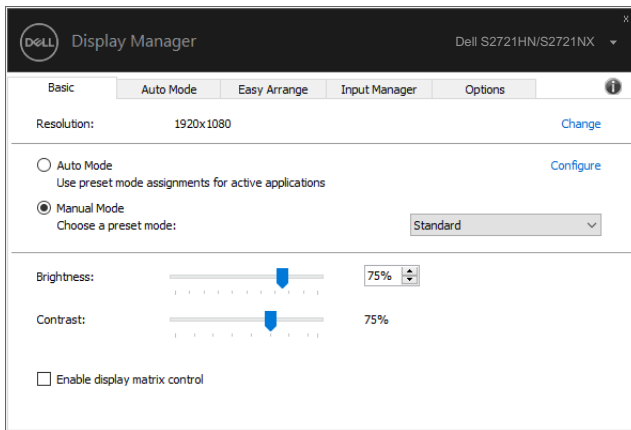 x
DELL Display Manager Dell S2721HN/S2721NX
Basic Auto Mode Easy Arrange Input Manager Options i
Resolution: 1920x1080 Change
Auto Mode Configure
Use preset mode assignments for active applications
Manual Mode
Choose a preset mode: Standard
Brightness: 75%
Contrast: 75%
Enable display matrix control